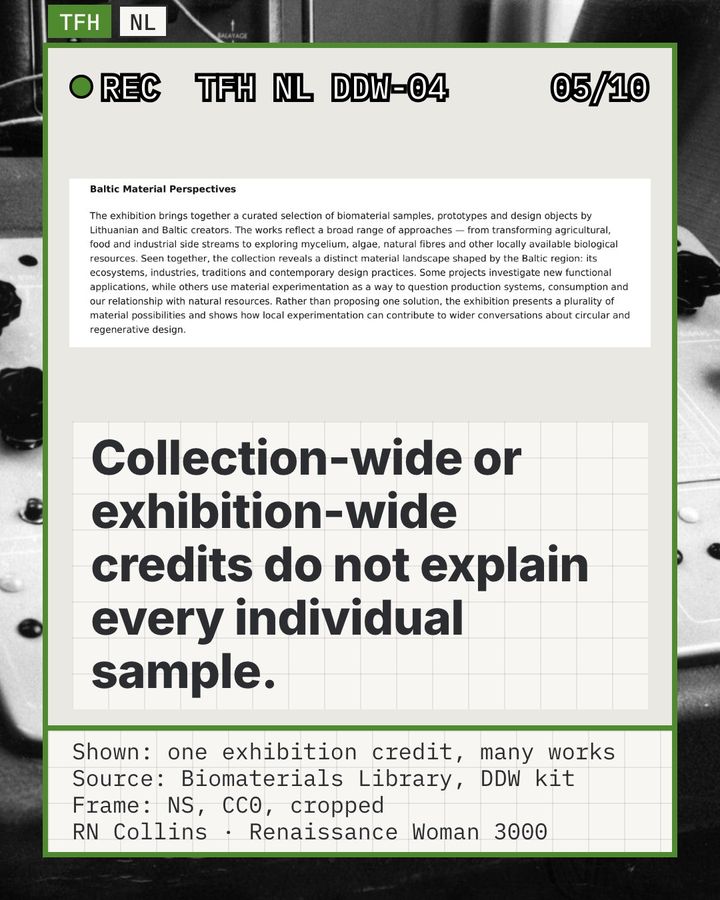 TFH NL
BALAYAGE
REC TFH NL DDW-04 05/10
Baltic Material Perspectives
The exhibition brings together a curated selection of biomaterial samples, prototypes and design objects by
Lithuanian and Baltic creators. The works reflect a broad range of approaches — from transforming agricultural,
food and industrial side streams to exploring mycelium, algae, natural fibres and other locally available biological
resources. Seen together, the collection reveals a distinct material landscape shaped by the Baltic region: its
ecosystems, industries, traditions and contemporary design practices. Some projects investigate new functional
applications, while others use material experimentation as a way to question production systems, consumption and
our relationship with natural resources. Rather than proposing one solution, the exhibition presents a plurality of
material possibilities and shows how local experimentation can contribute to wider conversations about circular and
regenerative design.
Collection-wide or
exhibition-wide
credits do not explain
every individual
sample.
Shown: one exhibition credit, many works
Source: Biomaterials Library, DDW kit
Frame: NS, CC0, cropped
RN Collins · Renaissance Woman 3000